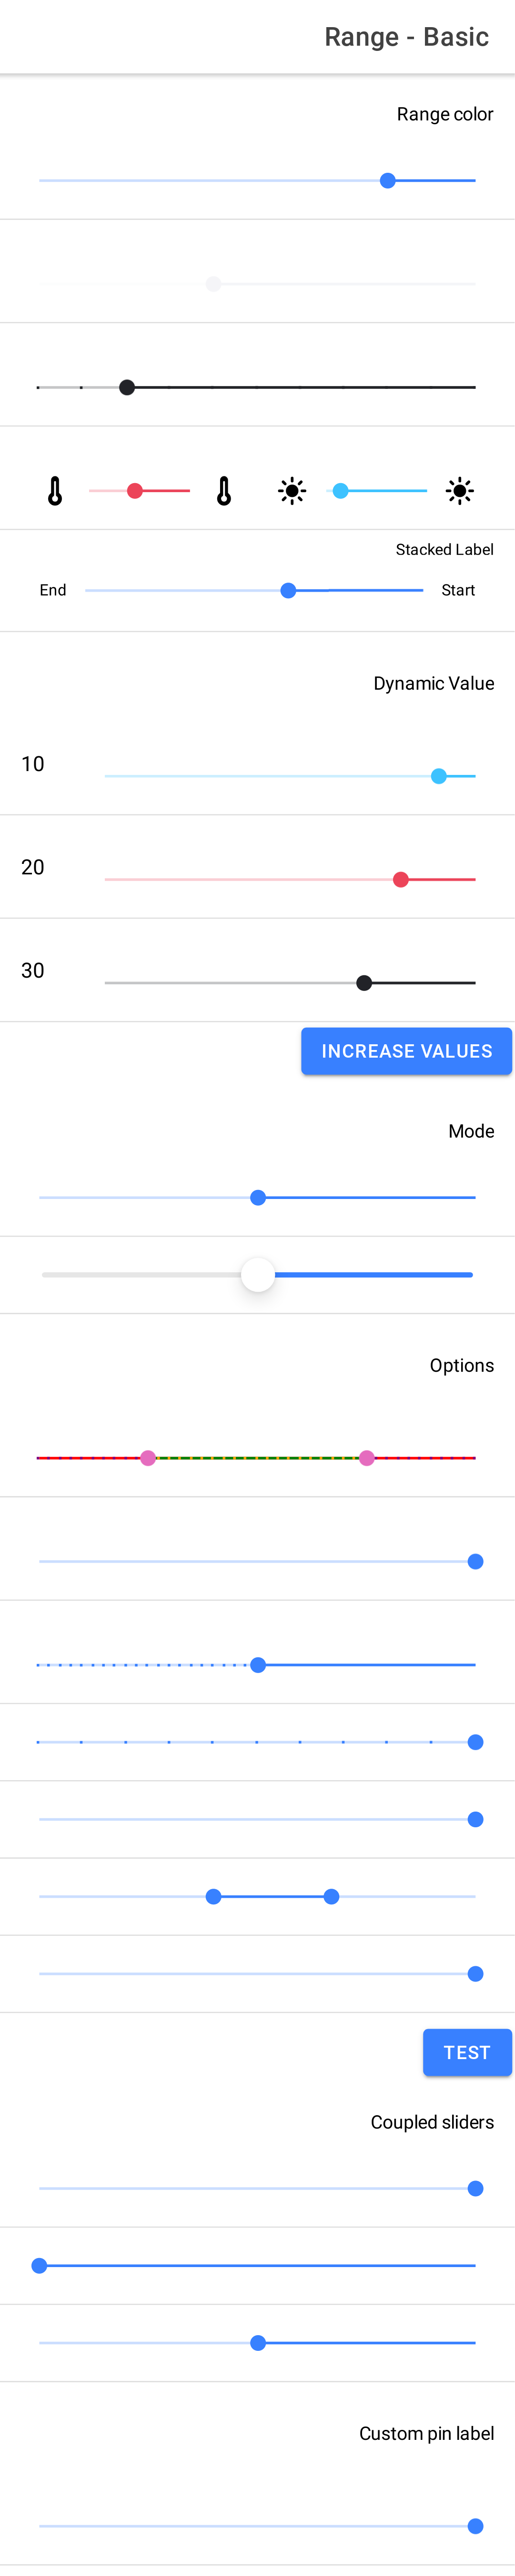 Range - Basic
Range color
Stacked Label
End
Start
Dynamic Value
10
20
30
INCREASE VALUES
Mode
Options
TEST
Coupled sliders
Custom pin label